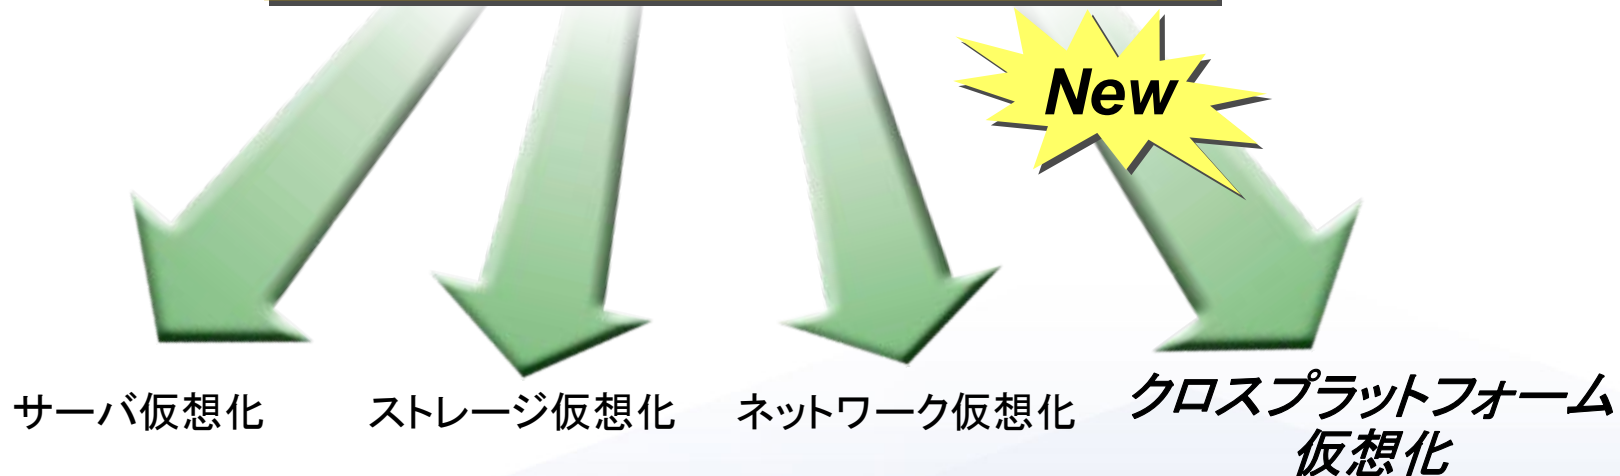 New
サーバ仮想化
ストレージ仮想化
ネットワーク仮想化
クロスプラットフォーム
仮想化